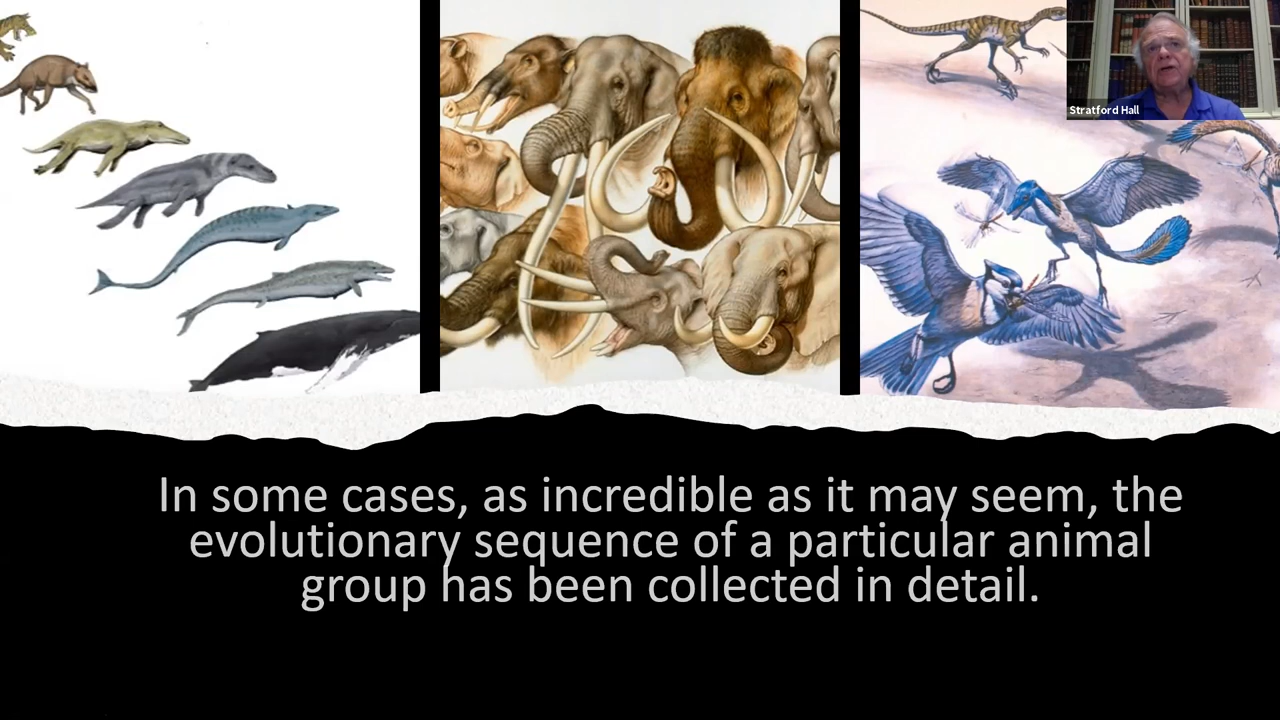 Stratford Hall
In some cases, as incredible as it may seem, the
evolutionary sequence of a particular animal
group has been collected in detail.